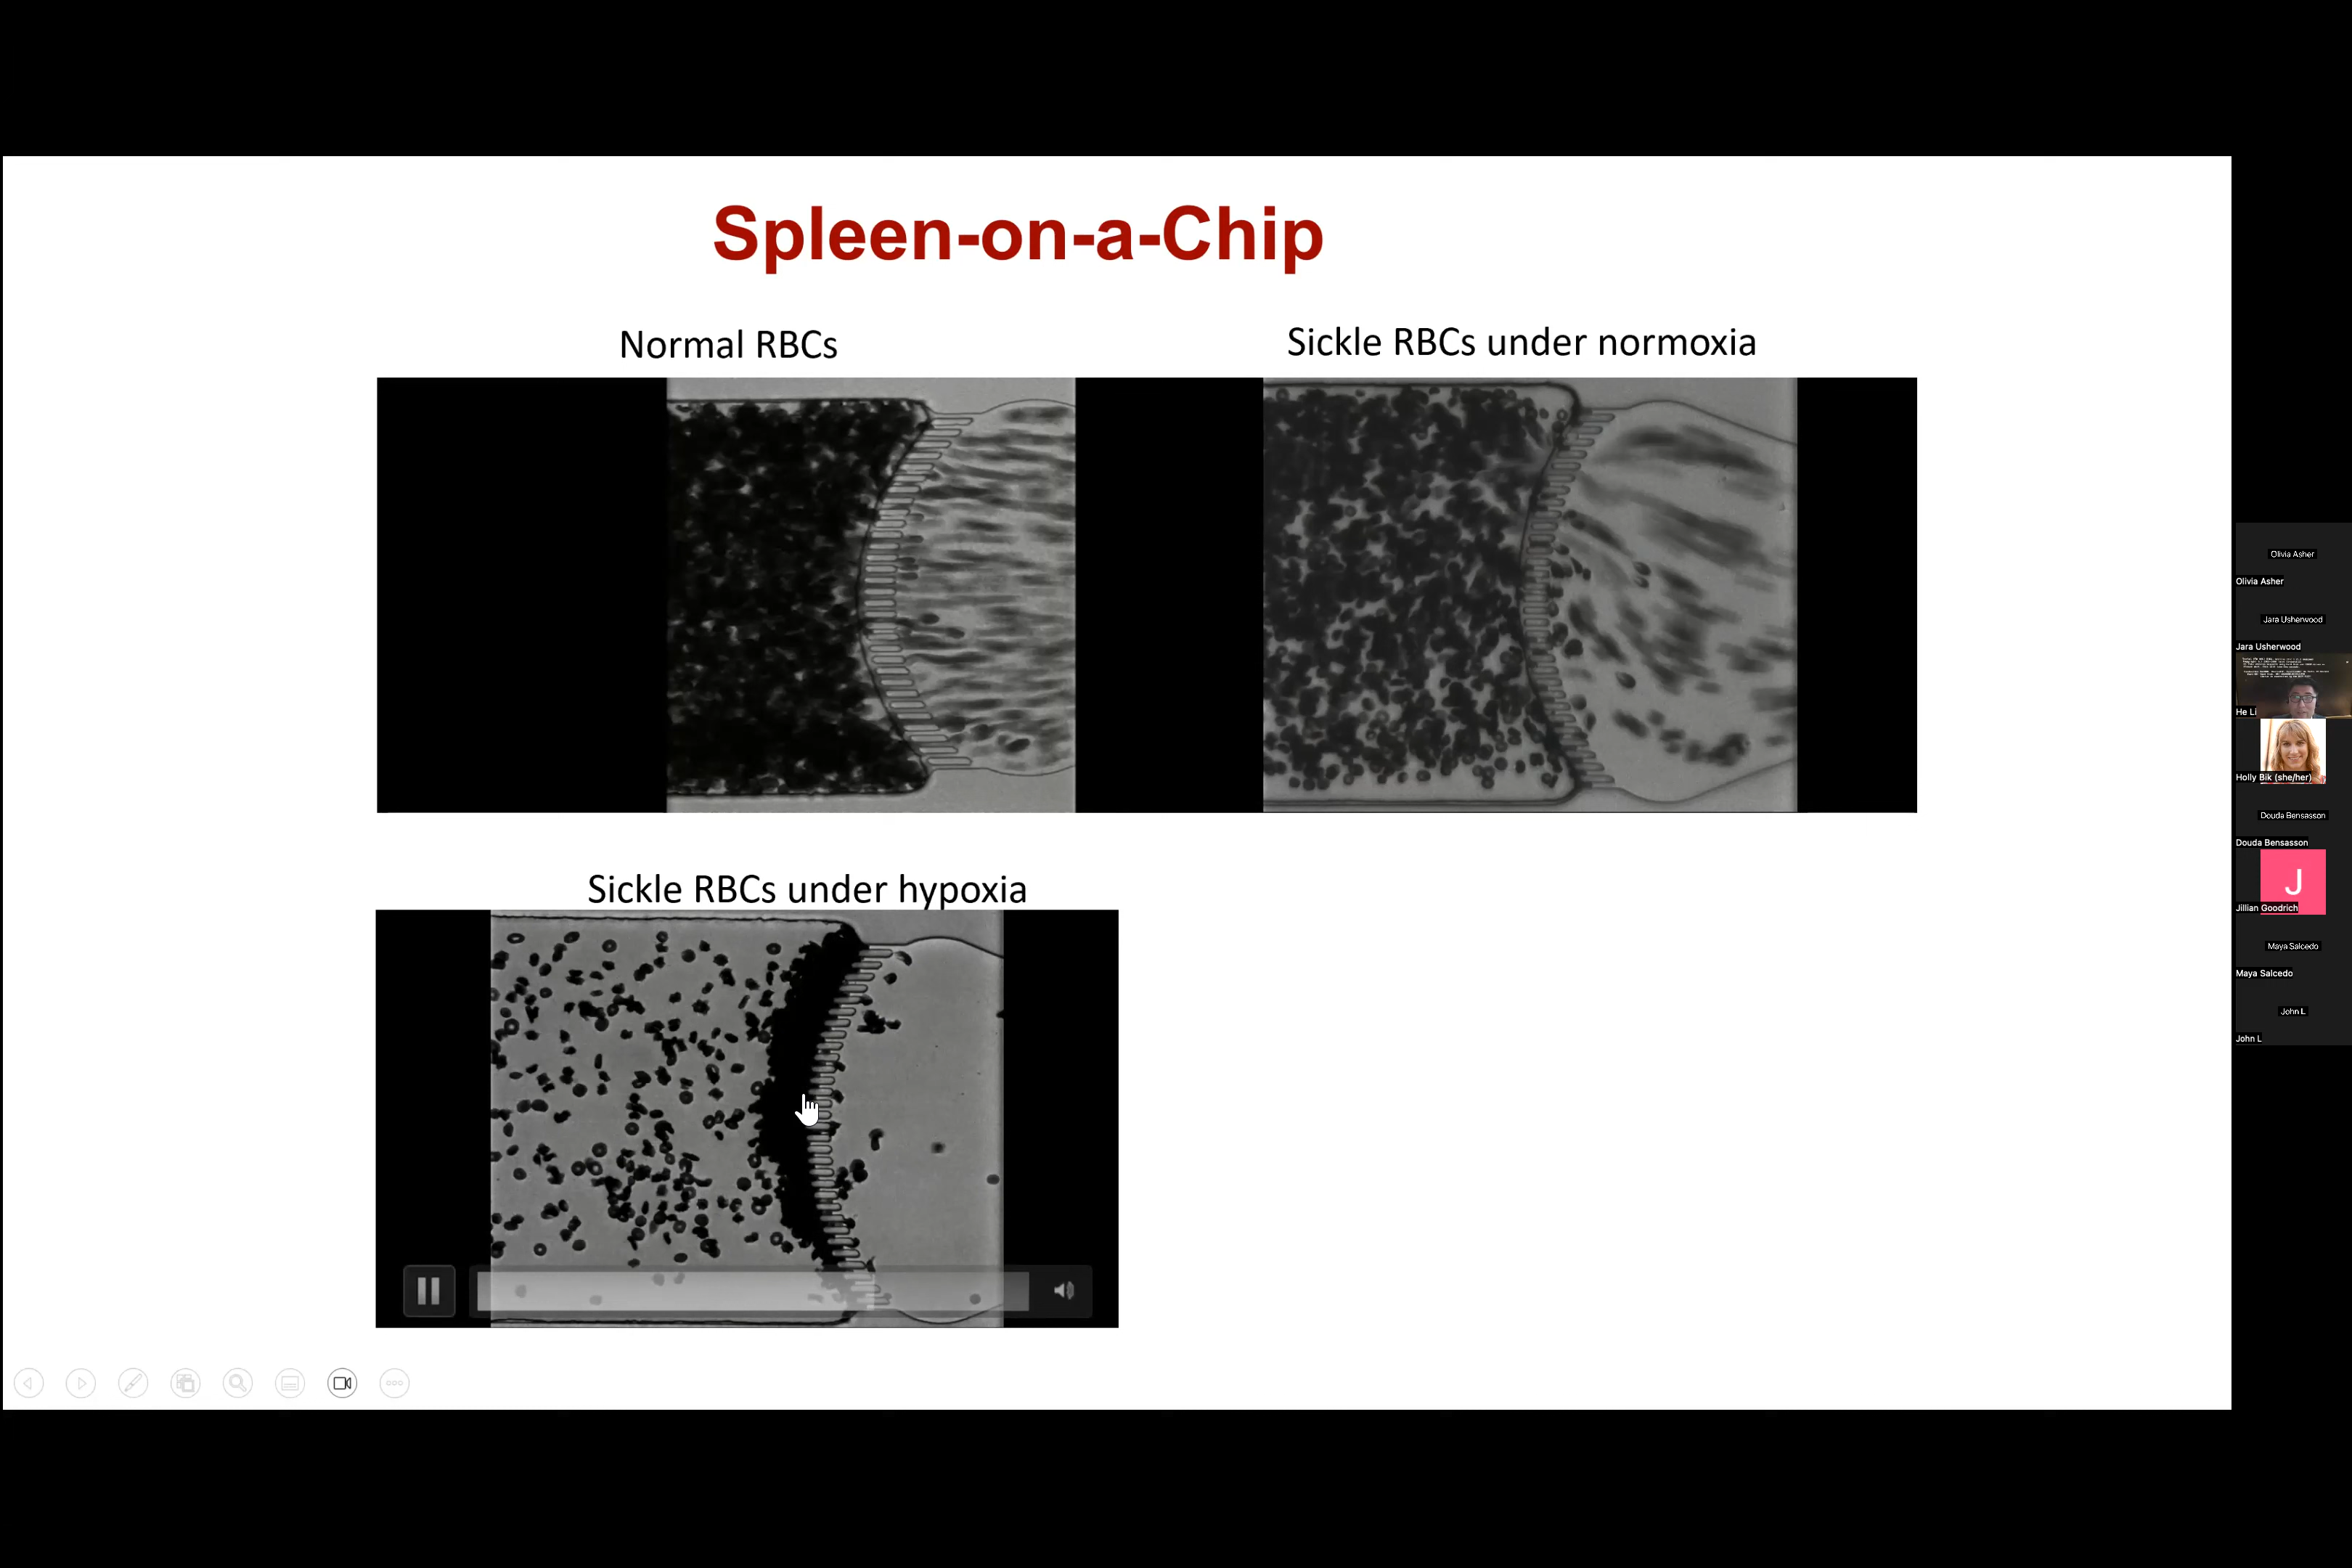 Spleen-on-a-Chip
Normal RBCs
Sickle RBCs under normoxia
Sickle RBCs under hypoxia
Olivia Asher
Olivia Asher
Jara Usherwood
Jara Usherwood
He Li
Holly Bik (she/her)
Douda Bensasson
Douda Bensasson
J
Jillian Goodrich
Maya Salcedo
Maya Salcedo
John L
John L